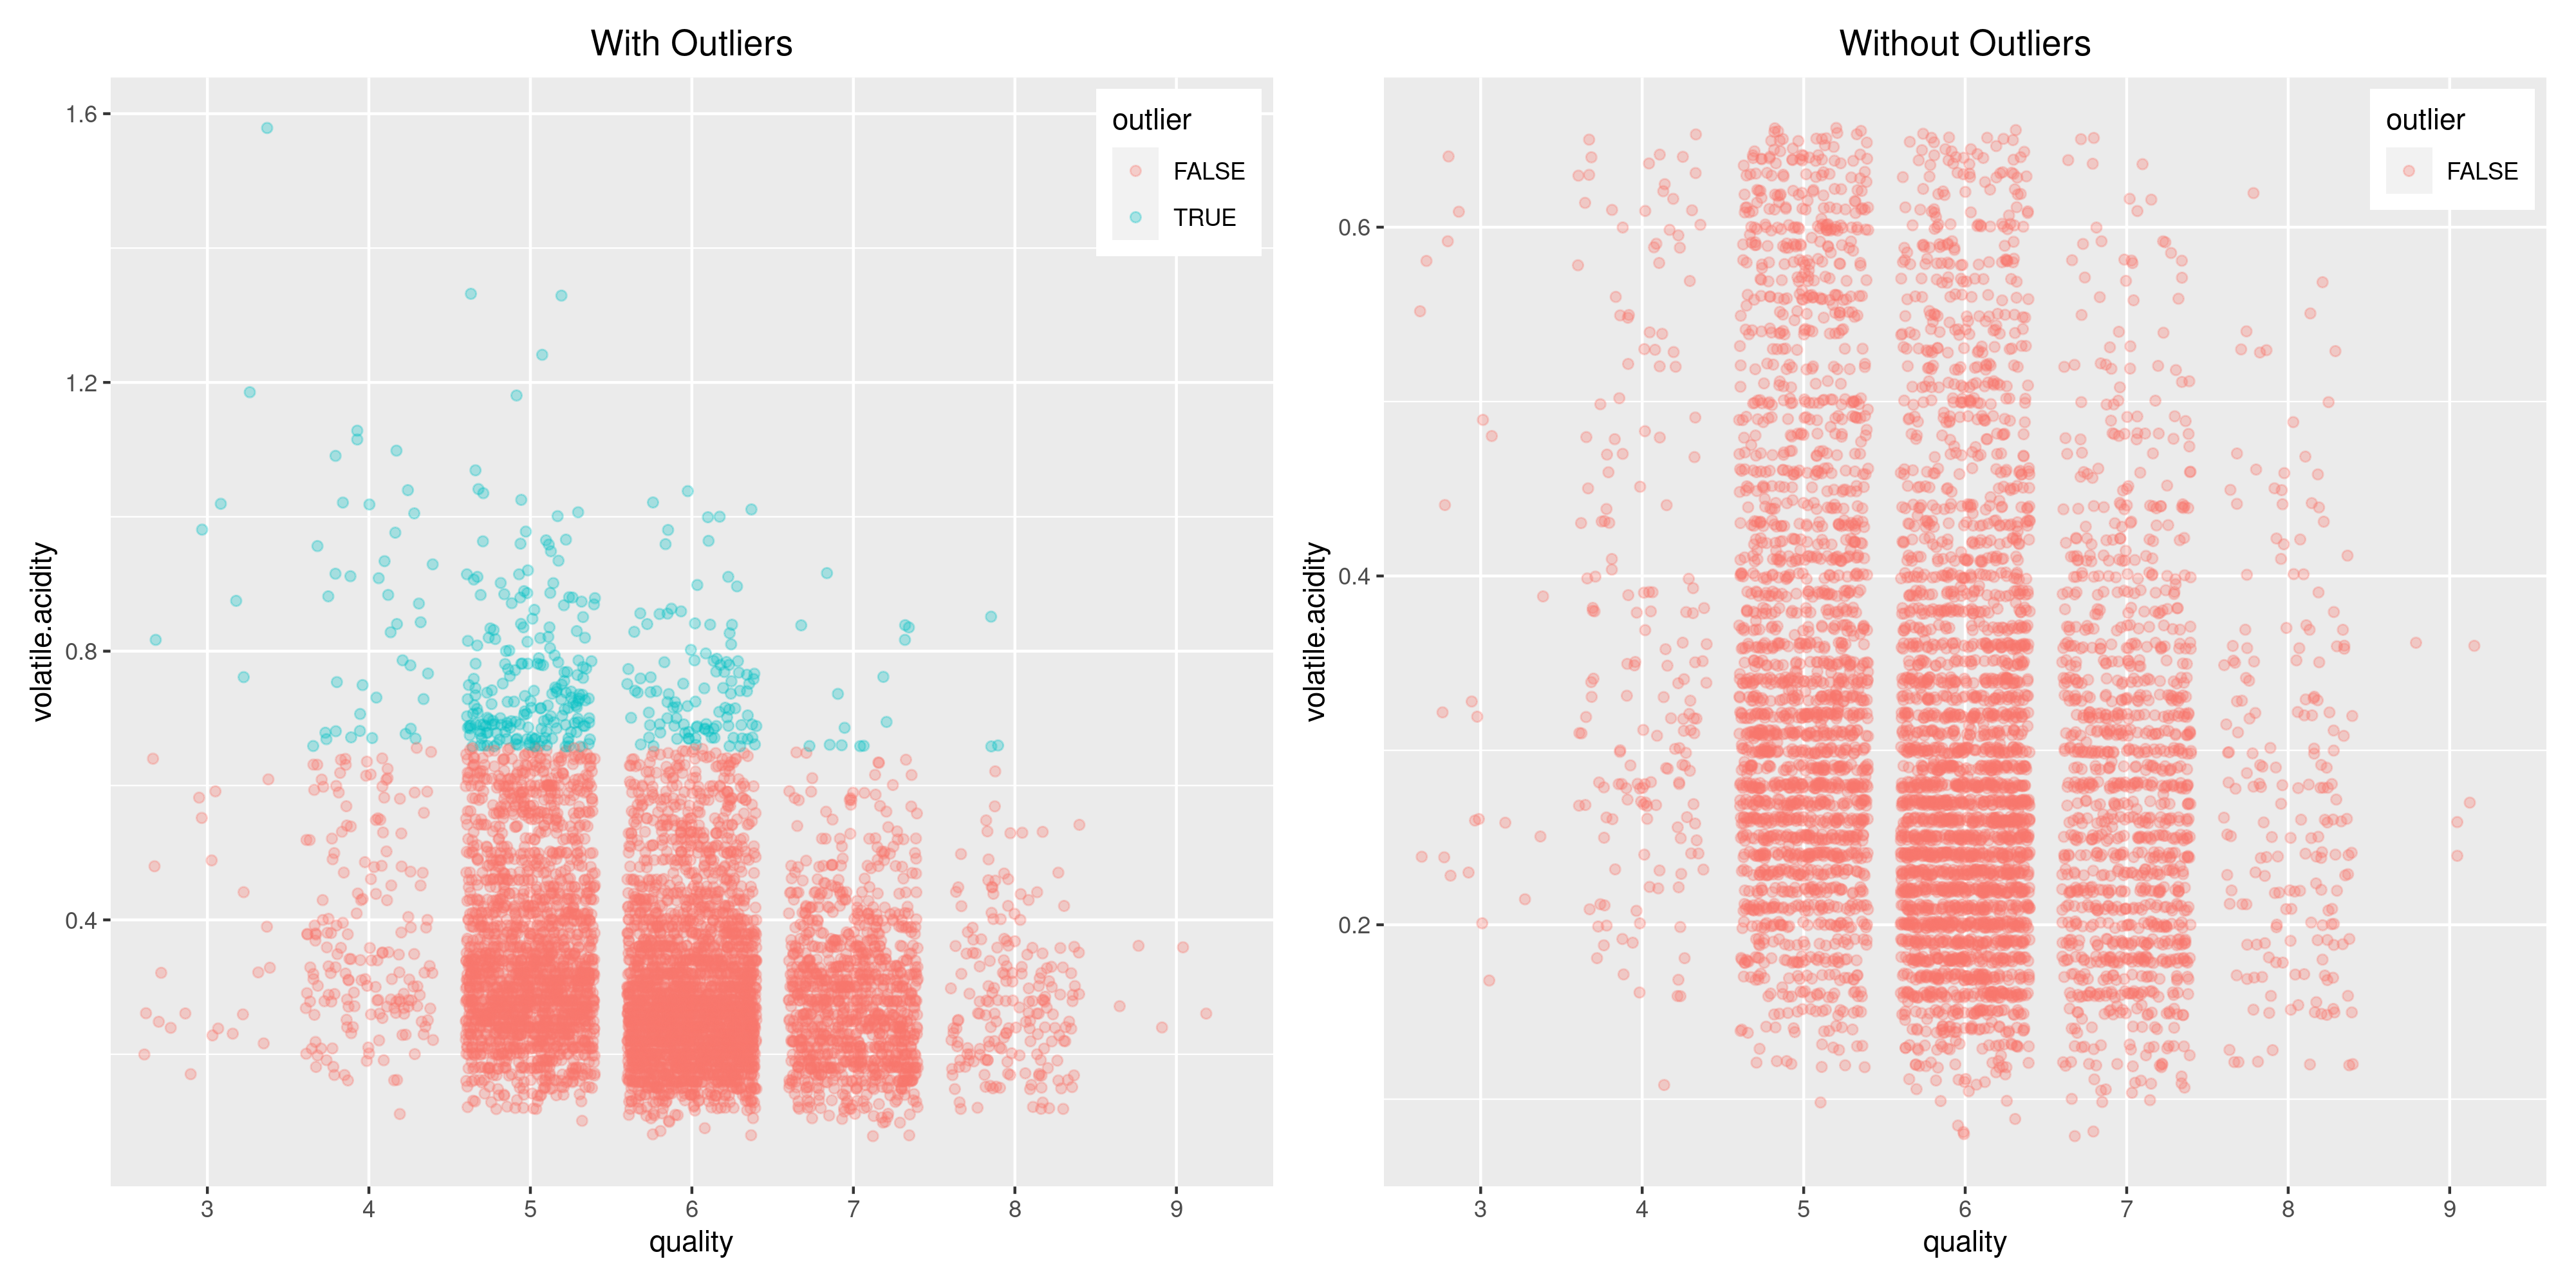 With Outliers
outlier
FALSE
TRUE
1.6
1.2
0.8
0.4
volatile.acidity
3 4 5 6 7 8 9
quality
Without Outliers
outlier
FALSE
0.6
0.4
0.2
volatile.acidity
3 4 5 6 7 8 9
quality